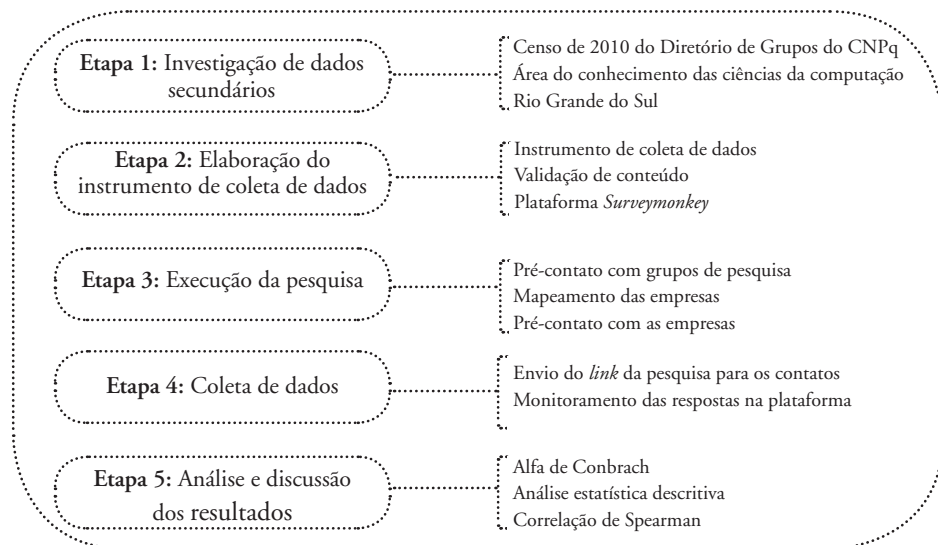 Etapa 1: Investigação de dados
secundários
Censo de 2010 do Diretório de Grupos do CNPq
Área do conhecimento das ciências da computação
Rio Grande do Sul
Etapa 2: Elaboração do
instrumento de coleta de dados
Instrumento de coleta de dados
Validação de conteúdo
Plataforma Surveymonkey
Etapa 3: Execução da pesquisa
Pré-contato com grupos de pesquisa
Mapeamento das empresas
Pré-contato com as empresas
Etapa 4: Coleta de dados
Envio do link da pesquisa para os contatos
Monitoramento das respostas na plataforma
Etapa 5: Análise e discussão
dos resultados
Alfa de Conbrach
Análise estatística descritiva
Correlação de Spearman